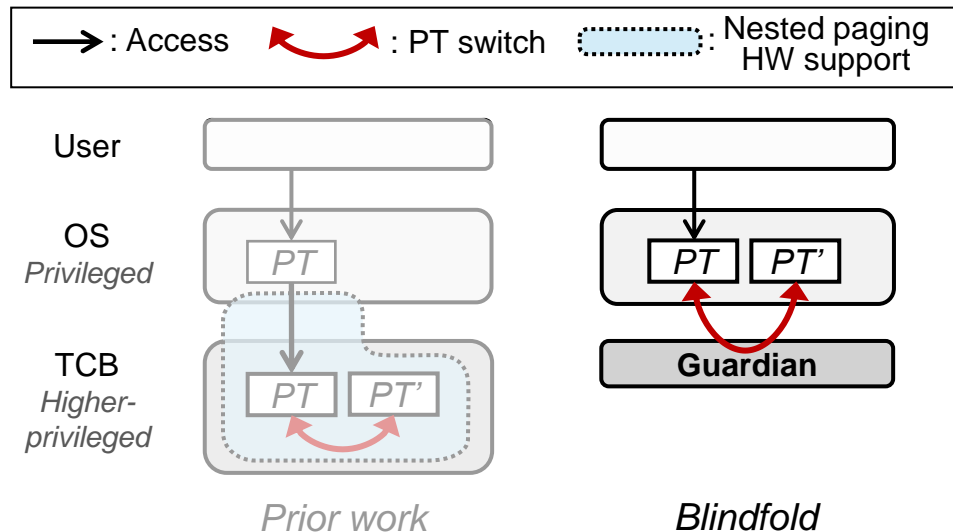 : Access
: PT switch
: Nested paging
HW support
User
OS
Privileged
PT
PT
PT'
TCB
Higher-
privileged
PT
PT'
Guardian
Prior work
Blindfold